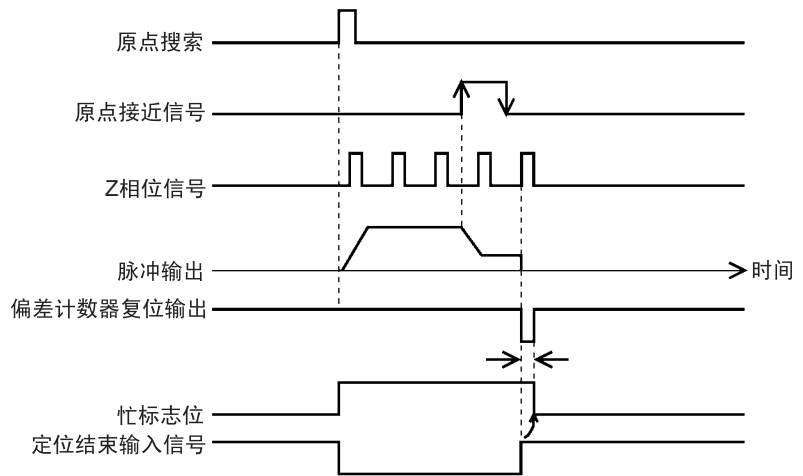 原点搜索
原点接近信号
Z相位信号
脉冲输出
时间
偏差计数器复位输出
忙标志位
定位结束输入信号